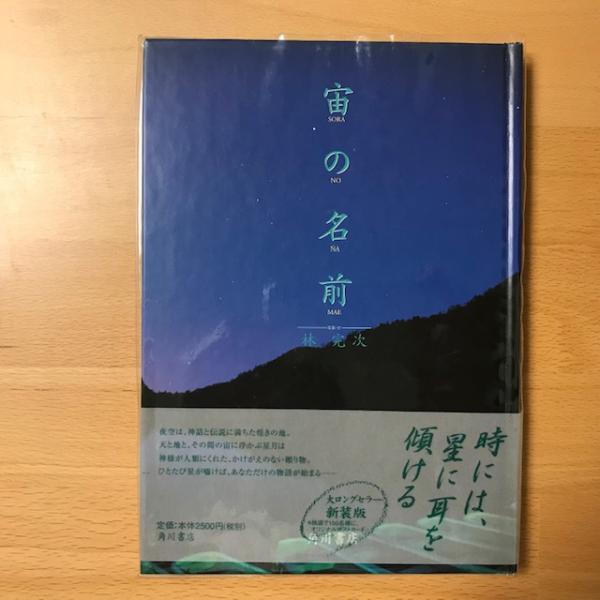 宙
SORA
の
NO
名
NA
前
MAE
林 完次
時には、
星に耳を
傾ける
夜空は、神話と伝説に満ちた煌きの地。
天と地と、その間の宙に浮かぶ星月は
神様が人類にくれた、かけがえのない贈り物。
ひとたび星が囁けば、あなただけの物語が始まる――
大ロングセラー
新装版
角川書店
定価:本体2500円(税別)
角川書店